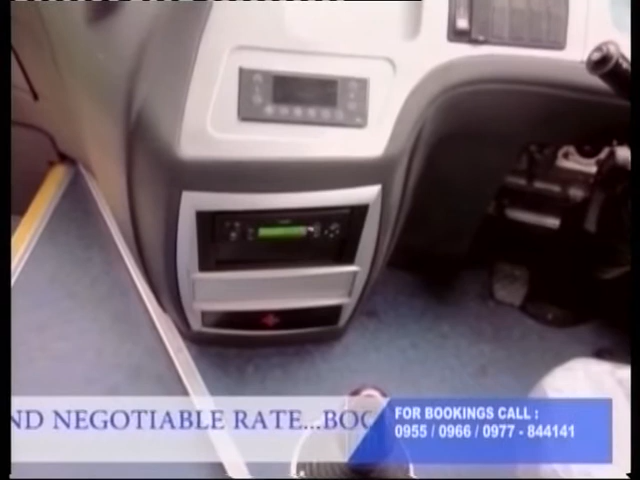 ND NEGOTIABLE RATE...BOO
FOR BOOKINGS CALL :
0955 / 0966 / 0977 - 844141